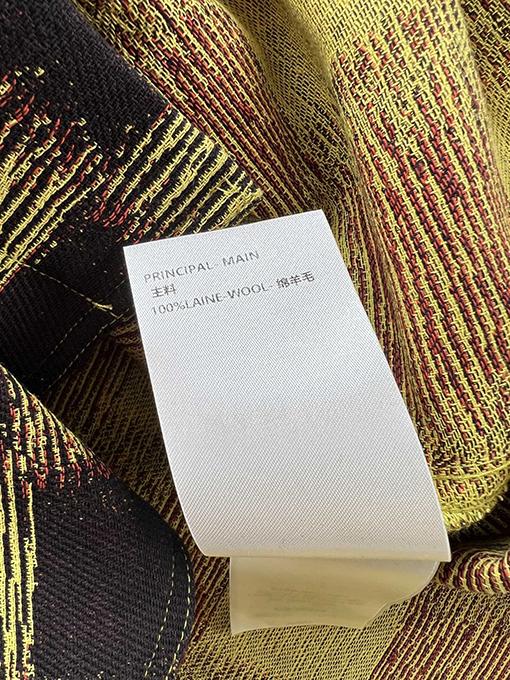 PRINCIPAL- MAIN
主料
100%LAINE-WOOL- 绵羊毛